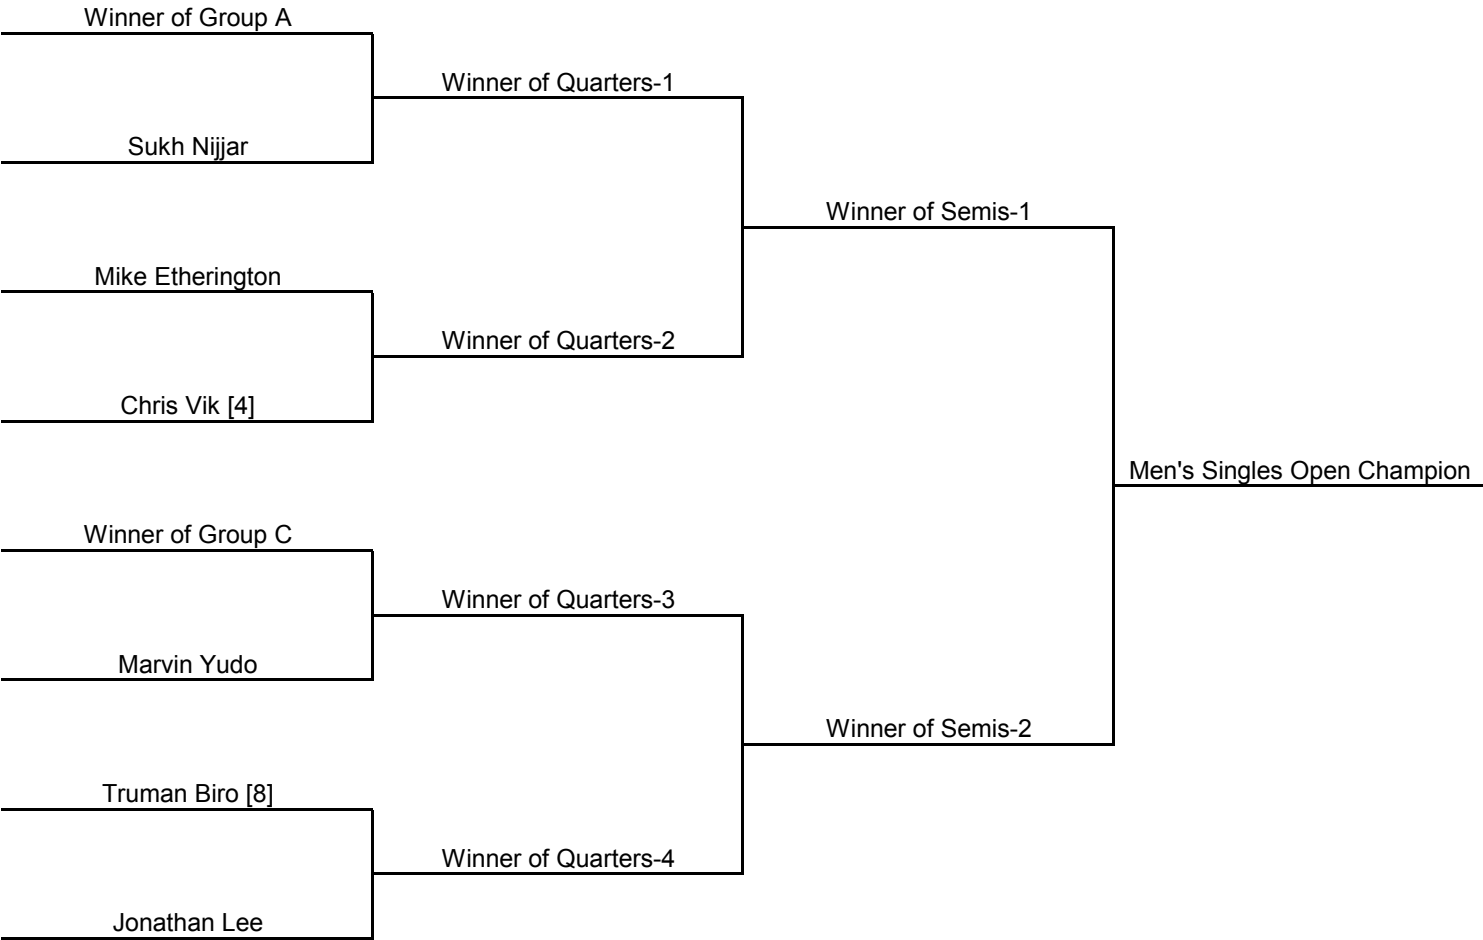 Winner of Group A
Winner of Quarters-1
Sukh Nijjar
Winner of Semis-1
Mike Etherington
Winner of Quarters-2
Chris Vik [4]
Men's Singles Open Champion
Winner of Group C
Winner of Quarters-3
Marvin Yudo
Winner of Semis-2
Truman Biro [8]
Winner of Quarters-4
Jonathan Lee